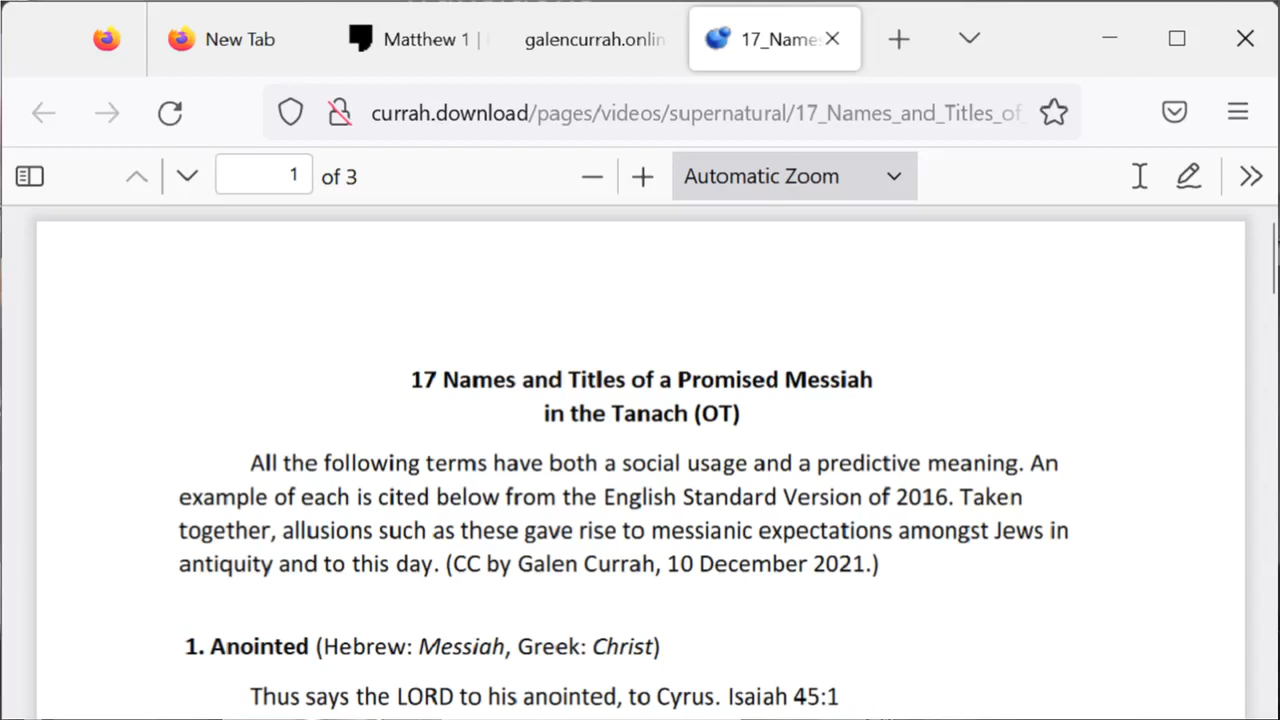 New Tab
Matthew 1 |
galencurrah.onlin
17_Name
currah.download/pages/videos/supernatural/17_Names_and_Titles_of_
1 of 3
Automatic Zoom
17 Names and Titles of a Promised Messiah
in the Tanach (OT)
All the following terms have both a social usage and a predictive meaning. An
example of each is cited below from the English Standard Version of 2016. Taken
together, allusions such as these gave rise to messianic expectations amongst Jews in
antiquity and to this day. (CC by Galen Currah, 10 December 2021.)
1. Anointed (Hebrew: Messiah, Greek: Christ)
Thus says the LORD to his anointed, to Cyrus. Isaiah 45:1